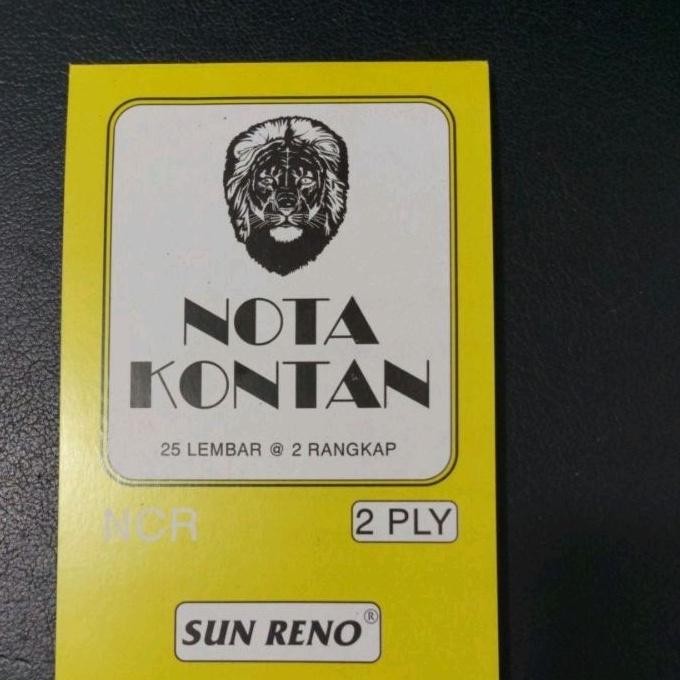 NOTA
KONTAN
25 LEMBAR @ 2 RANGKAP
NCR
2 PLY
SUN RENO®